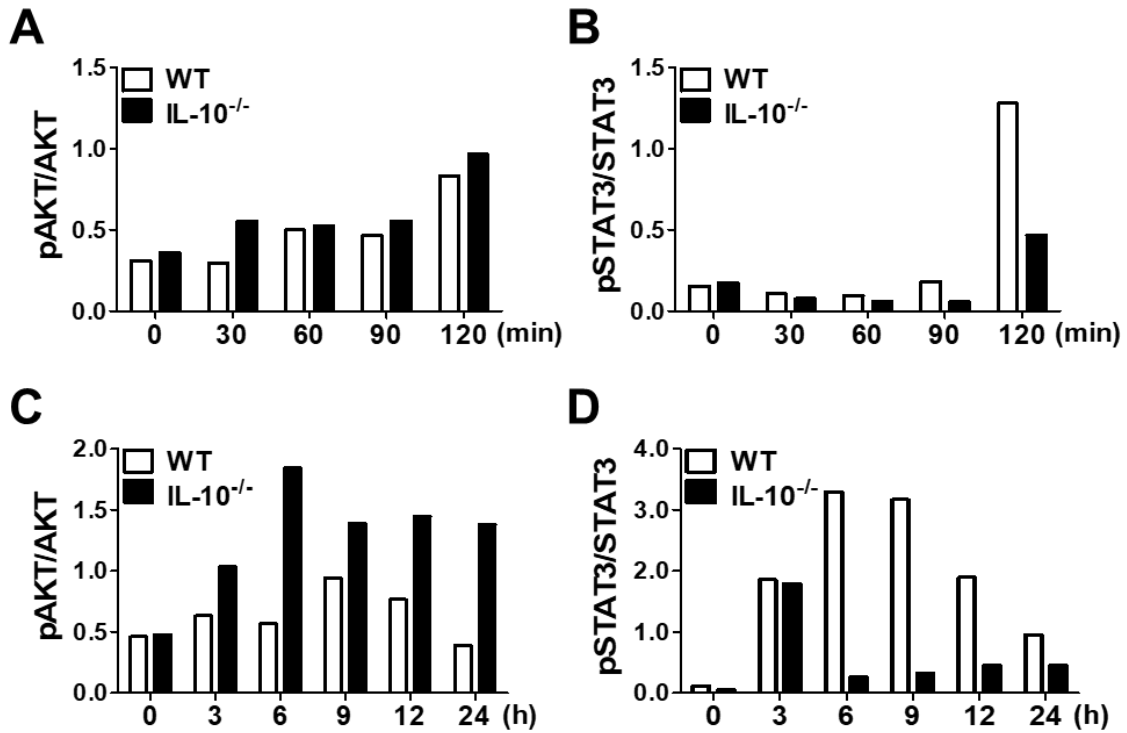 A
pAKT/AKT
1.5
1.0
0.5
0.0
WT
IL-10-/-
0 30 60 90 120 (min)
B
pSTAT3/STAT3
1.5
1.0
0.5
0.0
WT
IL-10-/-
0 30 60 90 120 (min)
C
pAKT/AKT
2.0
1.5
1.0
0.5
0.0
WT
IL-10-/-
0 3 6 9 12 24 (h)
D
pSTAT3/STAT3
4.0
3.0
2.0
1.0
0.0
WT
IL-10-/-
0 3 6 9 12 24 (h)